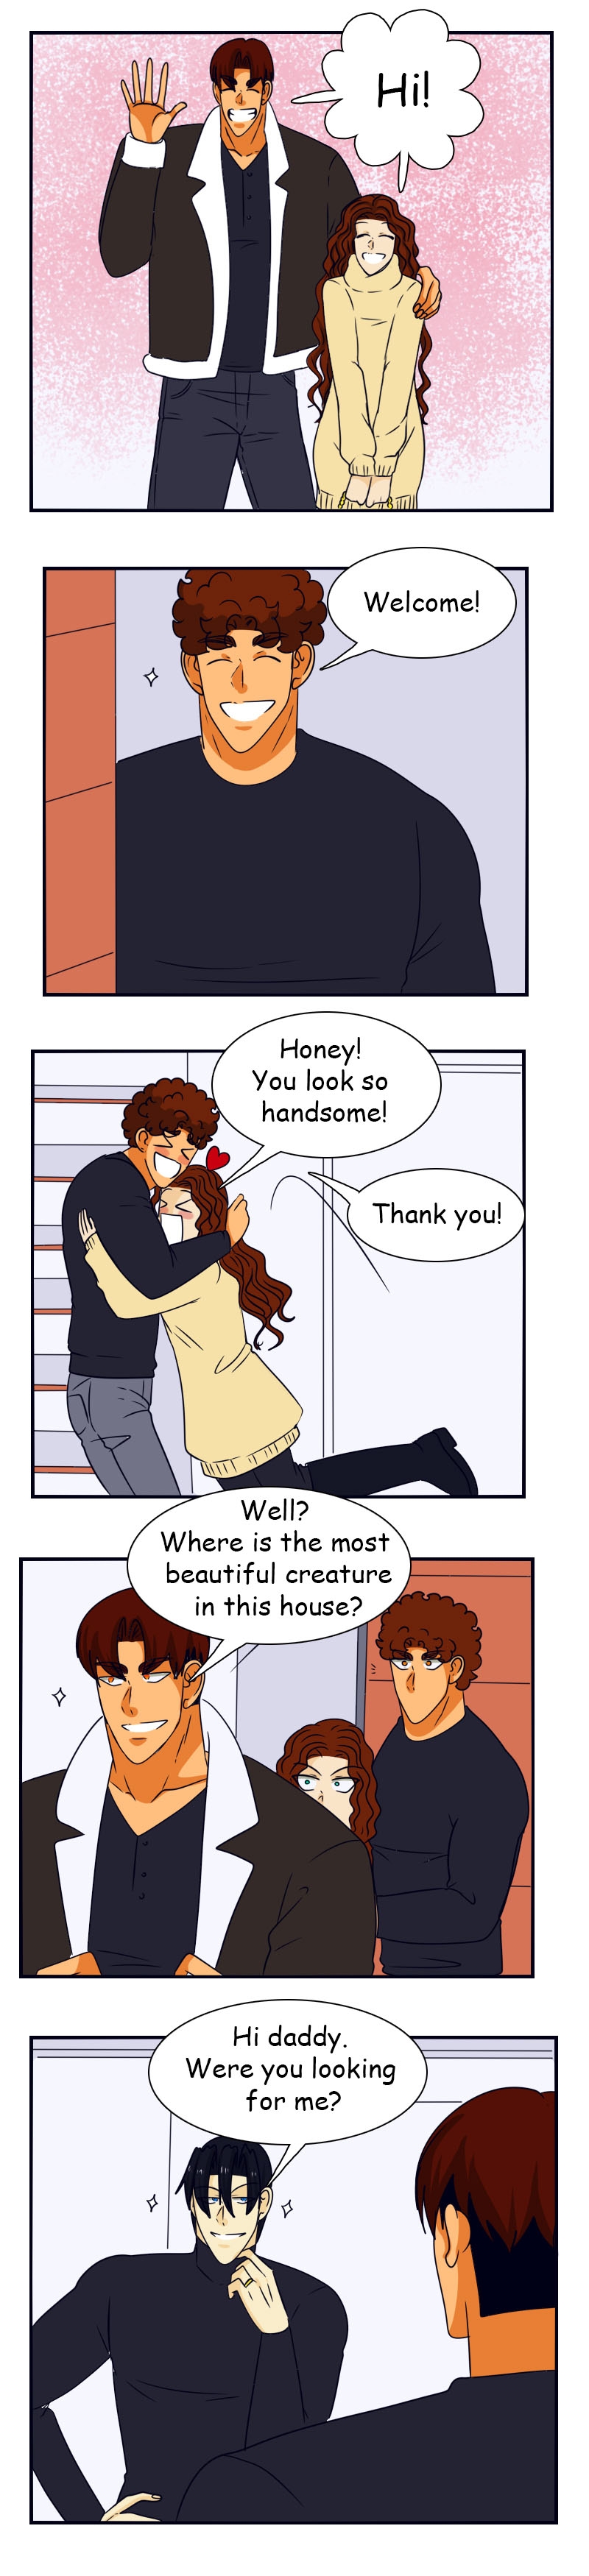 Hi!
Welcome!
Honey!
You look so
handsome!
Thank you!
Well?
Where is the most
beautiful creature
in this house?
Hi daddy.
Were you looking
for me?